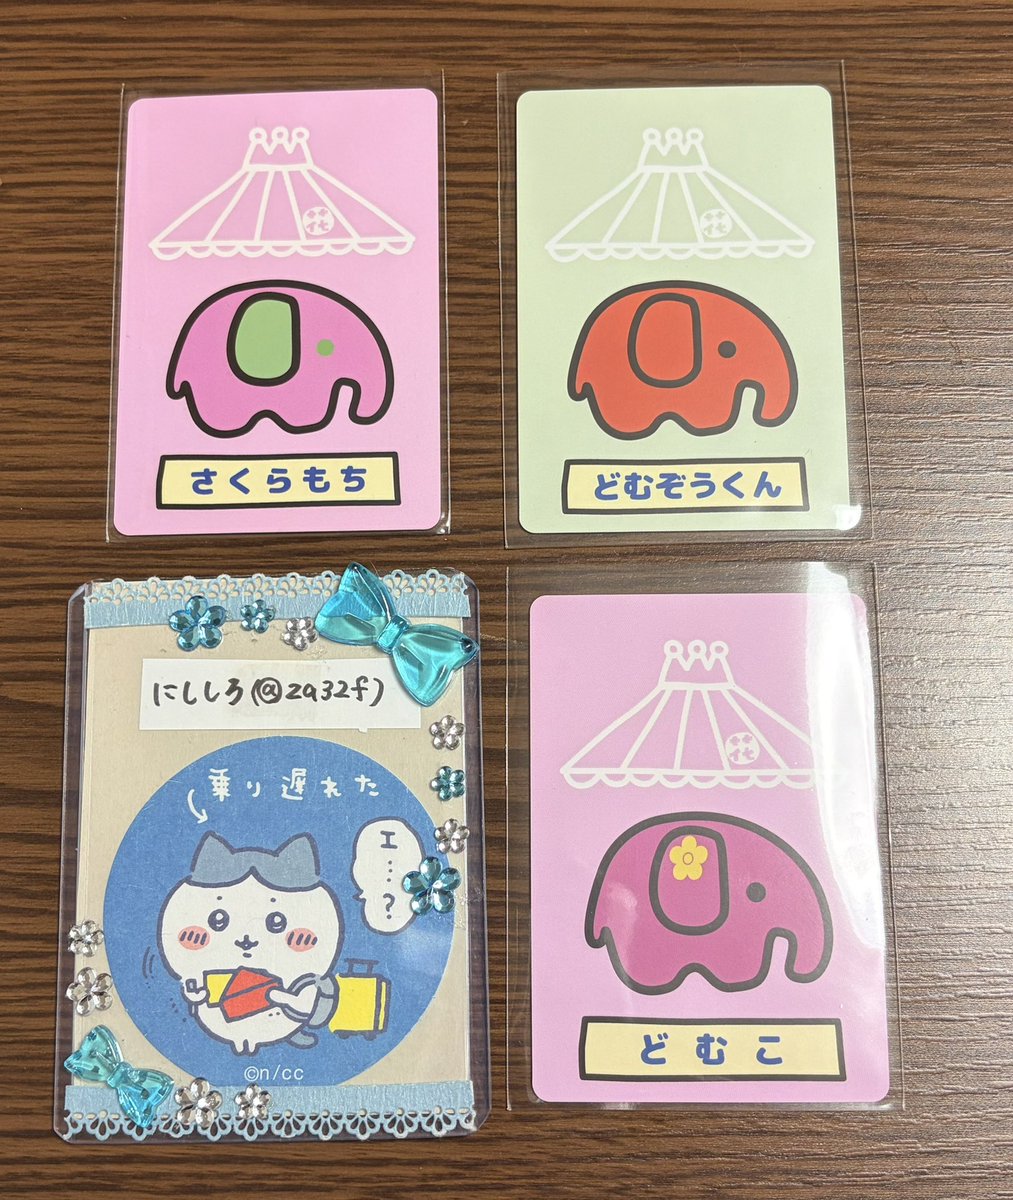 さくらもち
どむぞうくん
にししろ(@za32f)
乗り遅れた
エ……?
©n/cc
どむこ